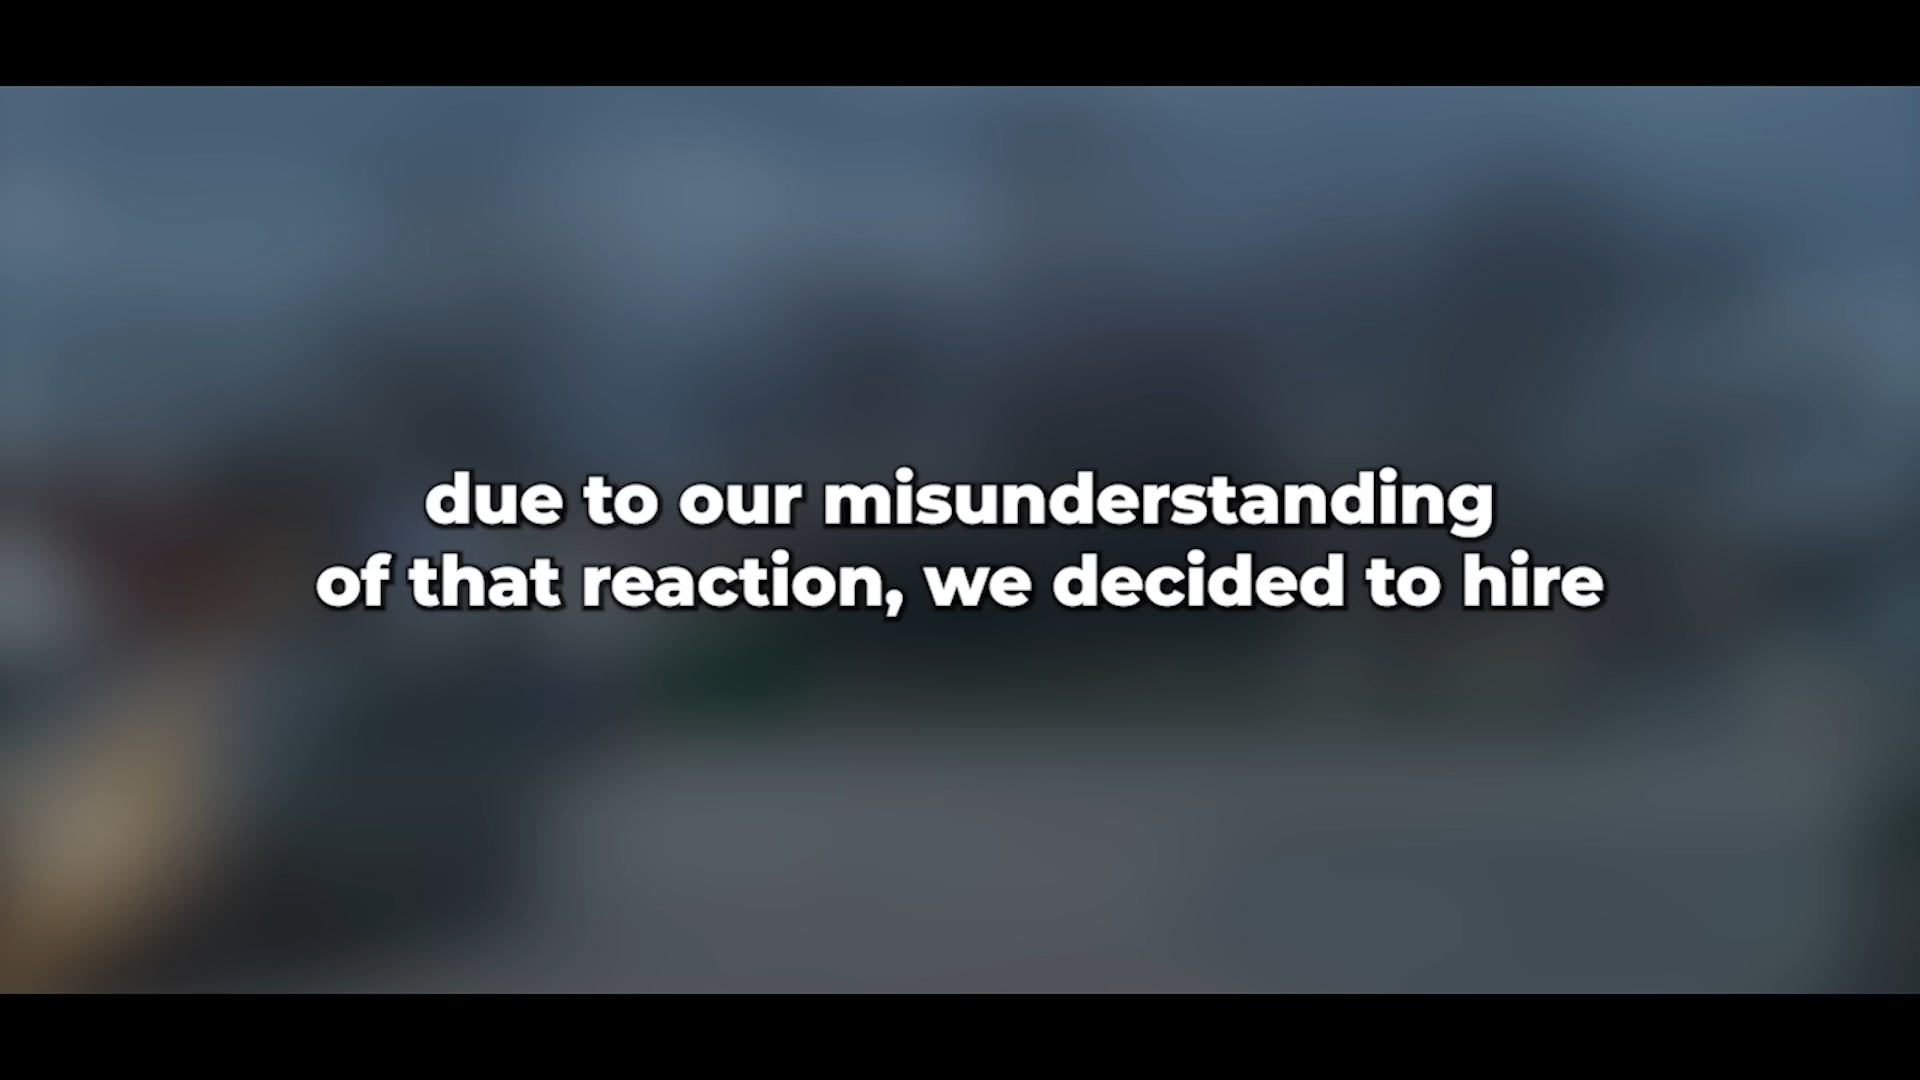 due to our misunderstanding
of that reaction, we decided to hire